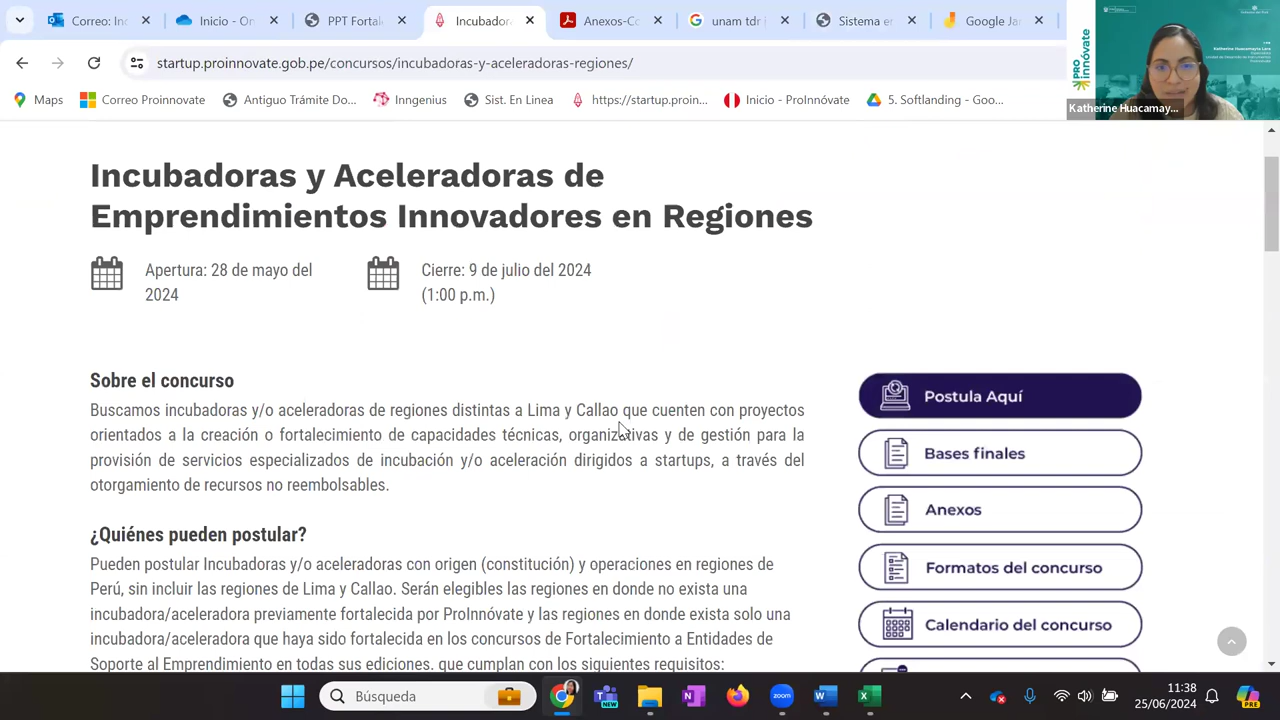 Correo: In
Inicio - On
PPT Fortal
Incubador
Anexos-Co
unam tdr
Sistema en
Google Ja
startup.proinnovate.gob.pe/concursos/incubadoras-y-aceleradoras-regiones/
Maps
Correo Proinnovate
Antiguo Trámite Do...
Inngenius
Sist. En Linea
https://startup.proin...
Inicio - ProInnóvate
5. Softlanding - Goo...
PRO
innóvate
Katherine Huacamayta Lara
Katherine Huacamay...
Incubadoras y Aceleradoras de
Emprendimientos Innovadores en Regiones
Apertura: 28 de mayo del
2024
Cierre: 9 de julio del 2024
(1:00 p.m.)
Sobre el concurso
Buscamos incubadoras y/o aceleradoras de regiones distintas a Lima y Callao que cuenten con proyectos
orientados a la creación o fortalecimiento de capacidades técnicas, organizativas y de gestión para la
provisión de servicios especializados de incubación y/o aceleración dirigidos a startups, a través del
otorgamiento de recursos no reembolsables.
¿Quiénes pueden postular?
Pueden postular Incubadoras y/o aceleradoras con origen (constitución) y operaciones en regiones de
Perú, sin incluir las regiones de Lima y Callao. Serán elegibles las regiones en donde no exista una
incubadora/aceleradora previamente fortalecida por ProInnóvate y las regiones en donde exista solo una
incubadora/aceleradora que haya sido fortalecida en los concursos de Fortalecimiento a Entidades de
Soporte al Emprendimiento en todas sus ediciones, que cumplan con los siguientes requisitos:
Postula Aquí
Bases finales
Anexos
Formatos del concurso
Calendario del concurso
Búsqueda
NEW
zoom
11:38
25/06/2024
PRE